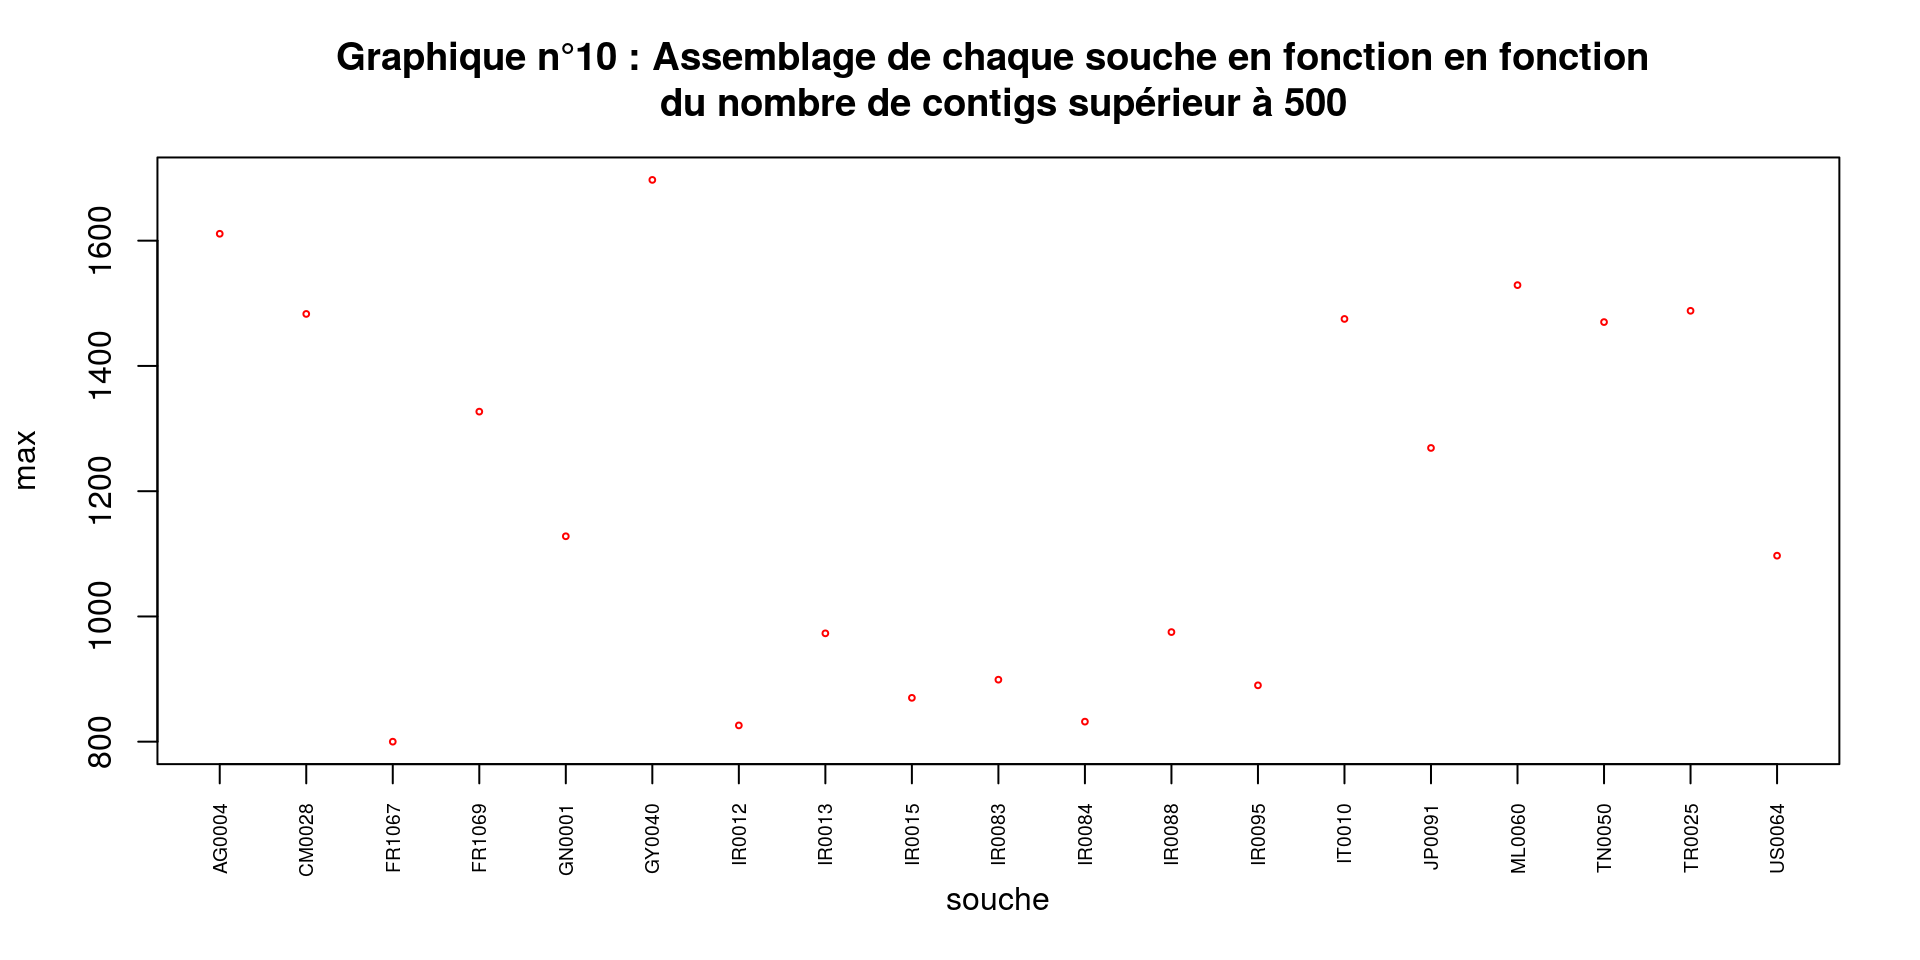 Graphique n°10 : Assemblage de chaque souche en fonction en fonction
du nombre de contigs supérieur à 500
max
1600
1400
1200
1000
800
AG0004
CM0028
FR1067
FR1069
GN0001
GY0040
IR0012
IR0013
IR0015
IR0083
IR0084
IR0088
IR0095
IT0010
JP0091
ML0060
TN0050
TR0025
US0064
souche